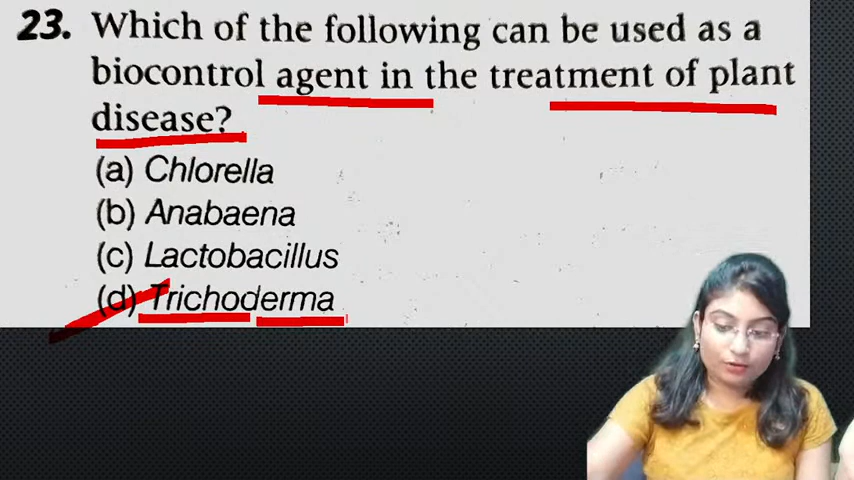 23. Which of the following can be used as a
biocontrol agent in the treatment of plant
disease?
(a) Chlorella
(b) Anabaena
(c) Lactobacillus
(d) Trichoderma